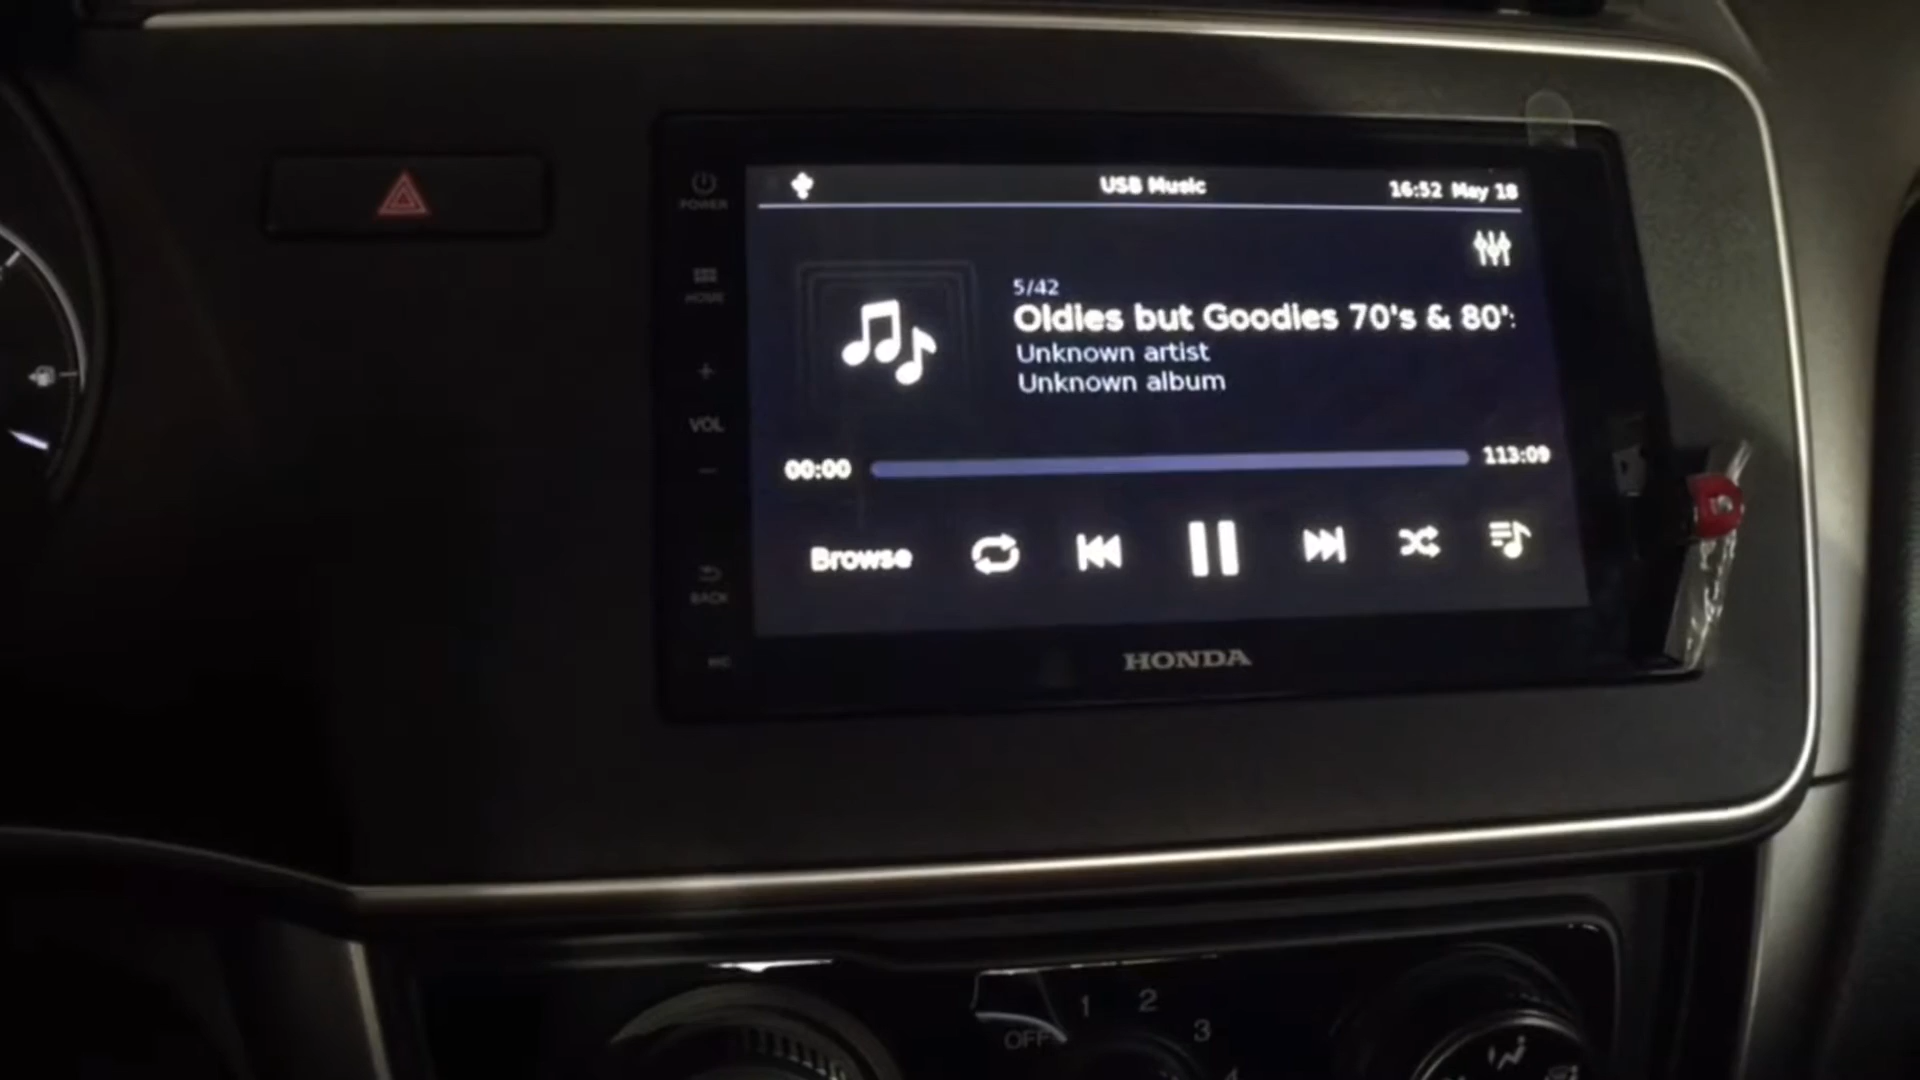 USB Music
16:52 May 18
POWER
5/42
HOME
Oldies but Goodies 70's & 80':
Unknown artist
Unknown album
+
VOL
-
00:00
113:09
Browse
BACK
HONDA
OFF
1
2
3
4